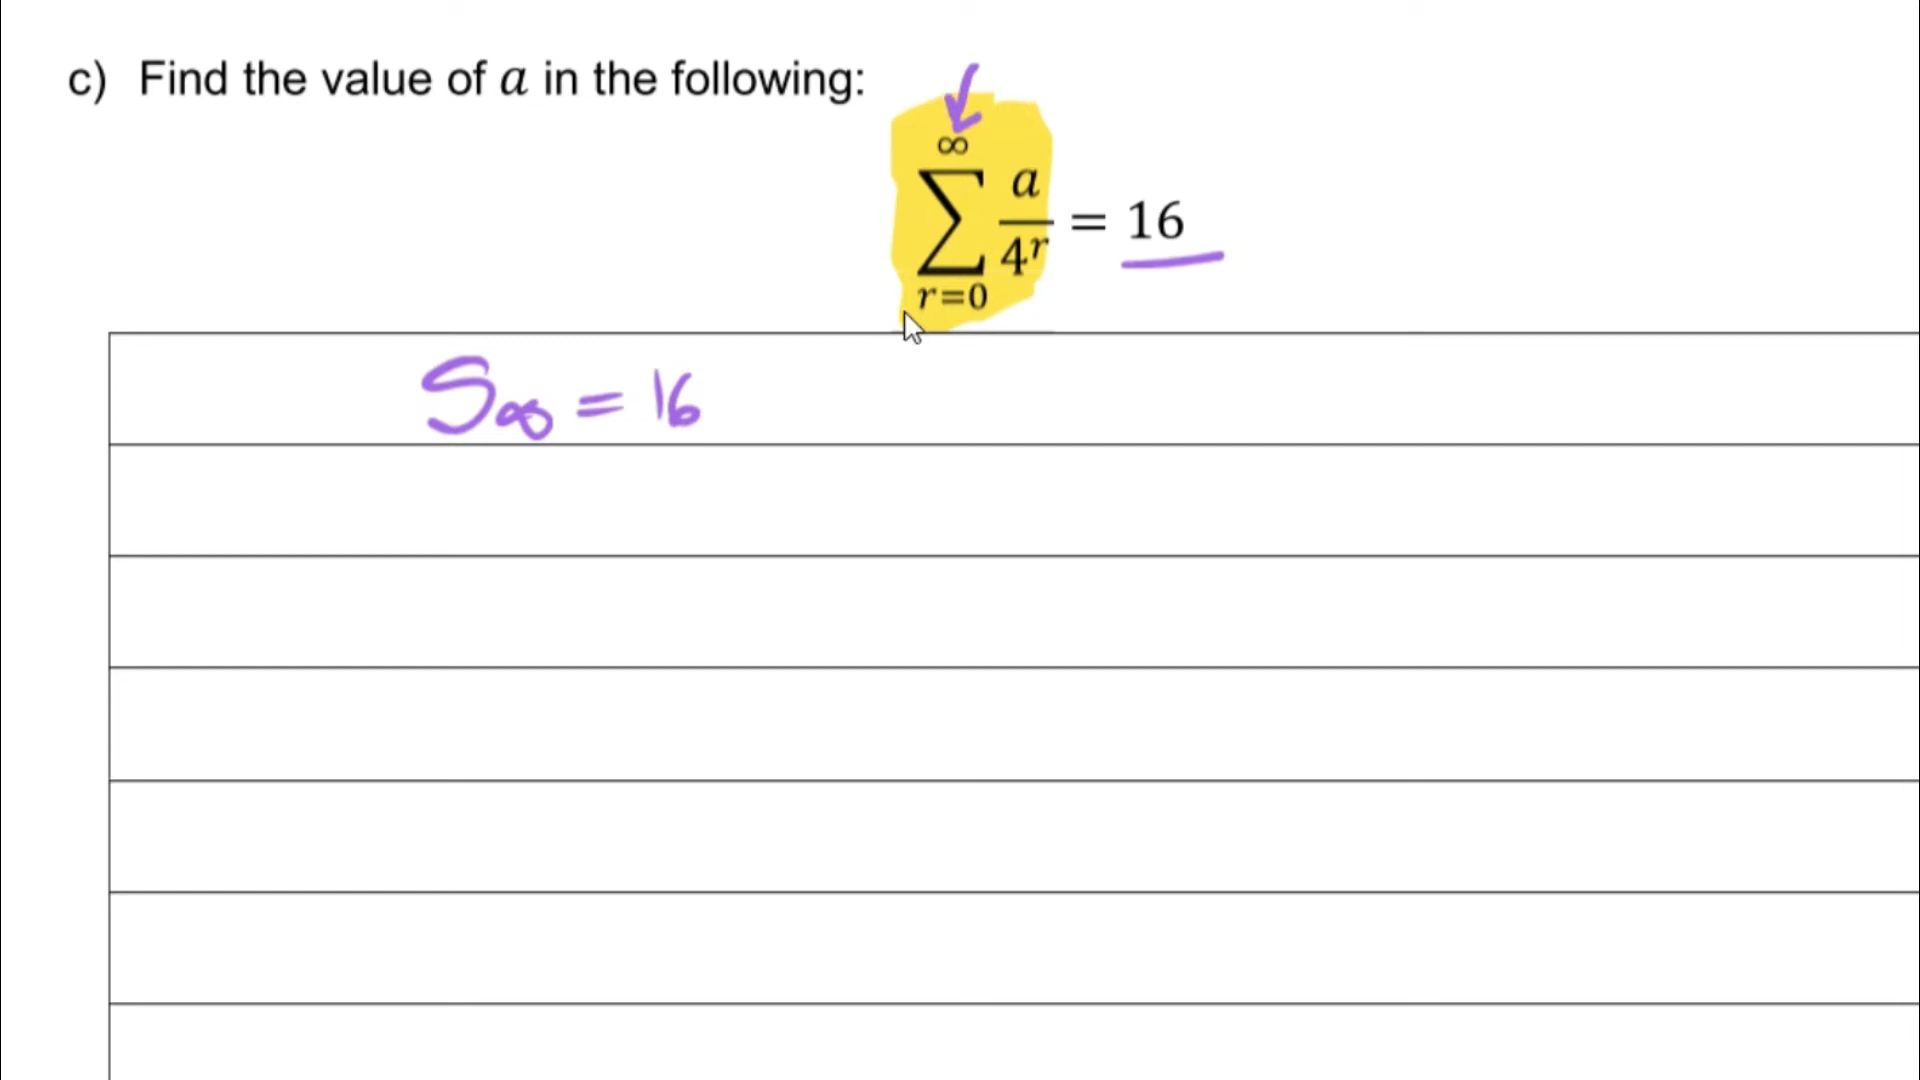 c) Find the value of a in the following:
∞
∑ a/4^r = 16
r=0
S∞ = 16